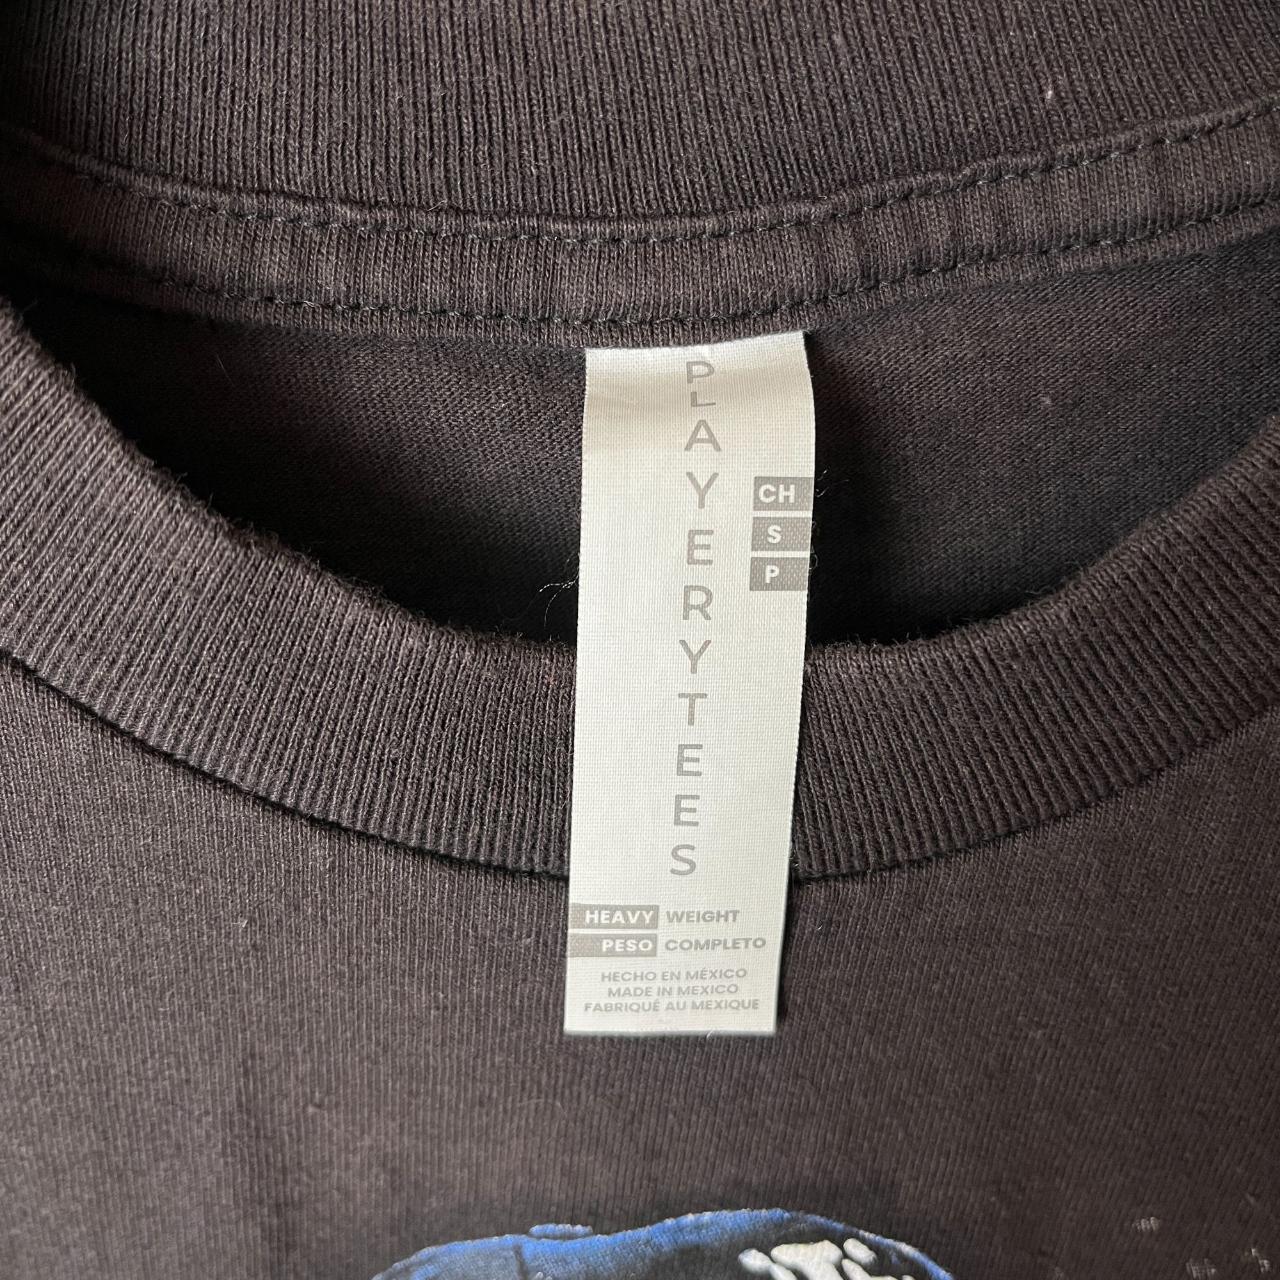 PLAYERYTEES
CH
S
P
HEAVY WEIGHT
PESO COMPLETO
HECHO EN MÉXICO
MADE IN MEXICO
FABRIQUÉ AU MEXIQUE